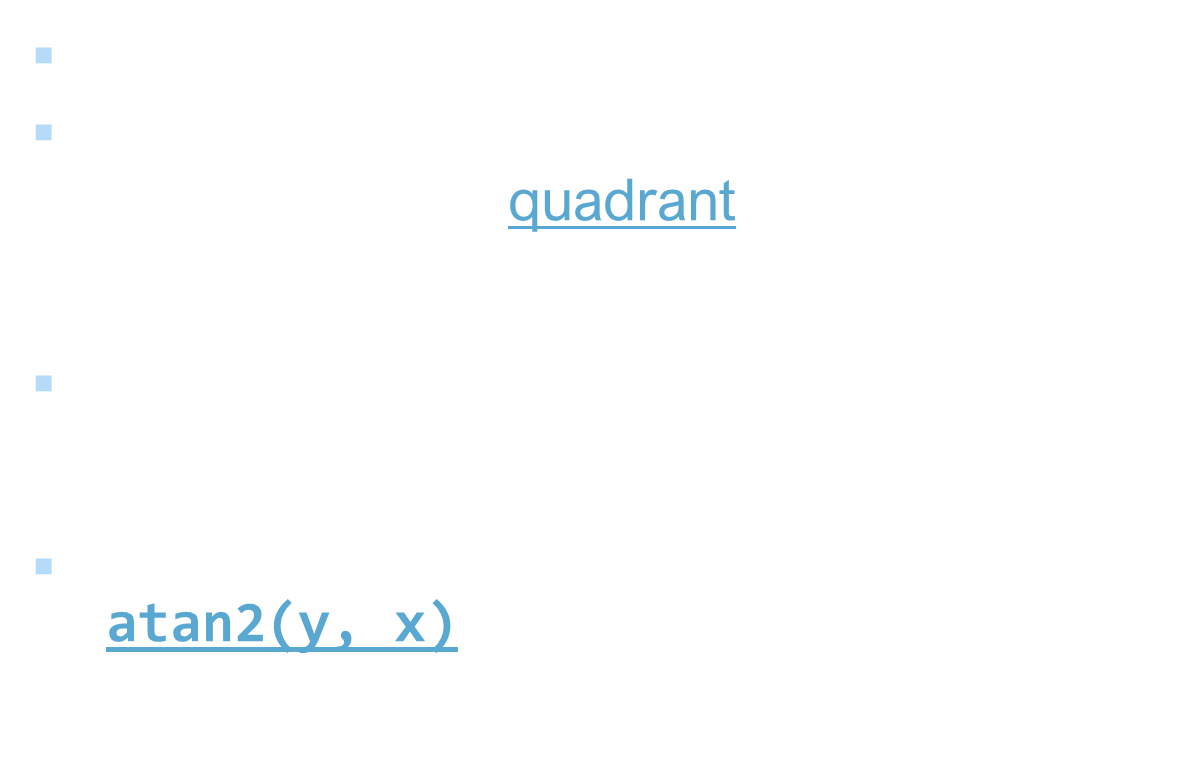 quadrant
atan2(y, x)